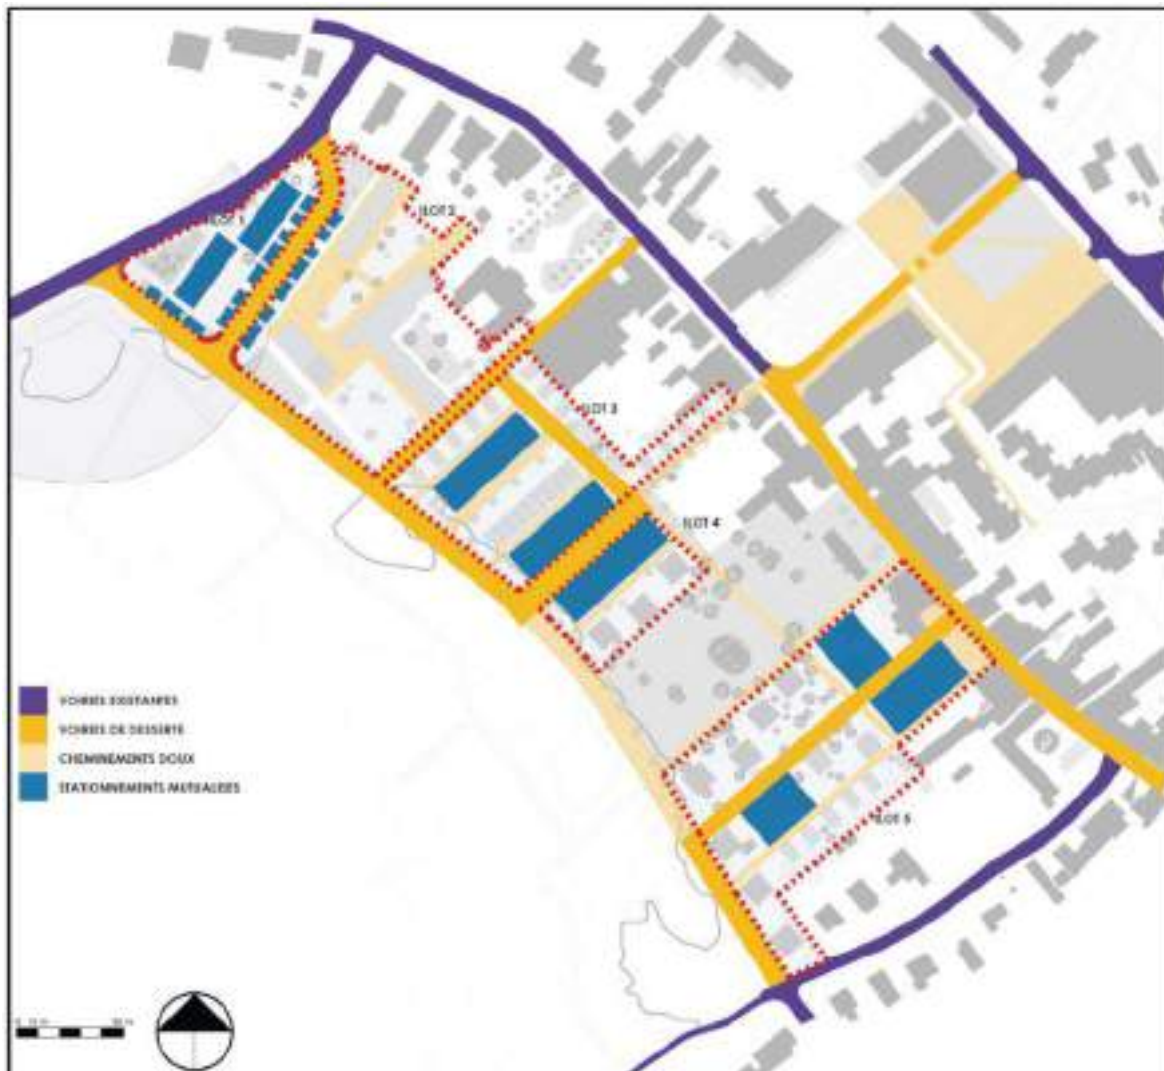 ILOT 1
ILOT 2
ILOT 3
ILOT 4
ILOT 5
VOIRIES EXISTANTES
VOIRIES DE DESSERTE
CHEMINEMENTS DOUX
STATIONNEMENTS MUTUALISES